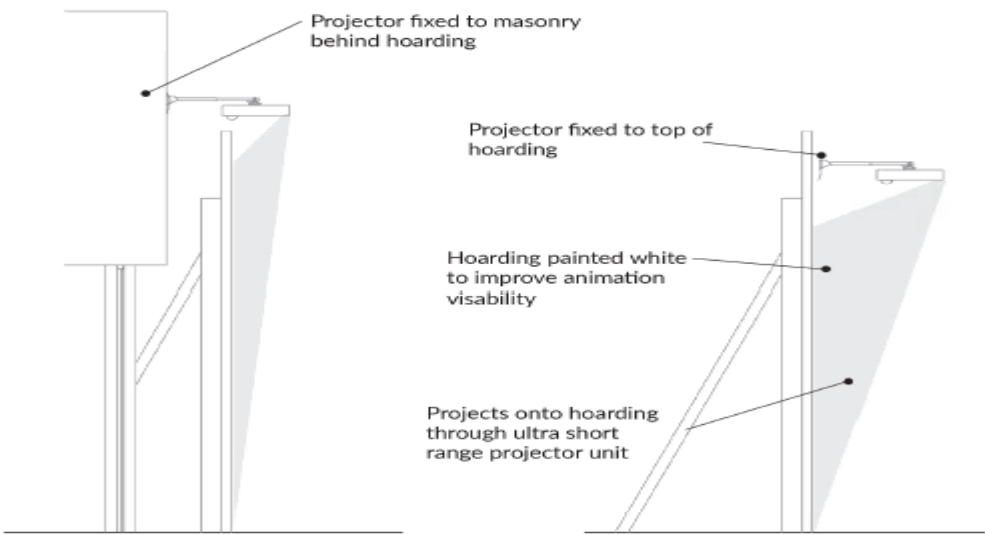 Projector fixed to masonry
behind hoarding
Projector fixed to top of
hoarding
Hoarding painted white
to improve animation
visability
Projects onto hoarding
through ultra short
range projector unit